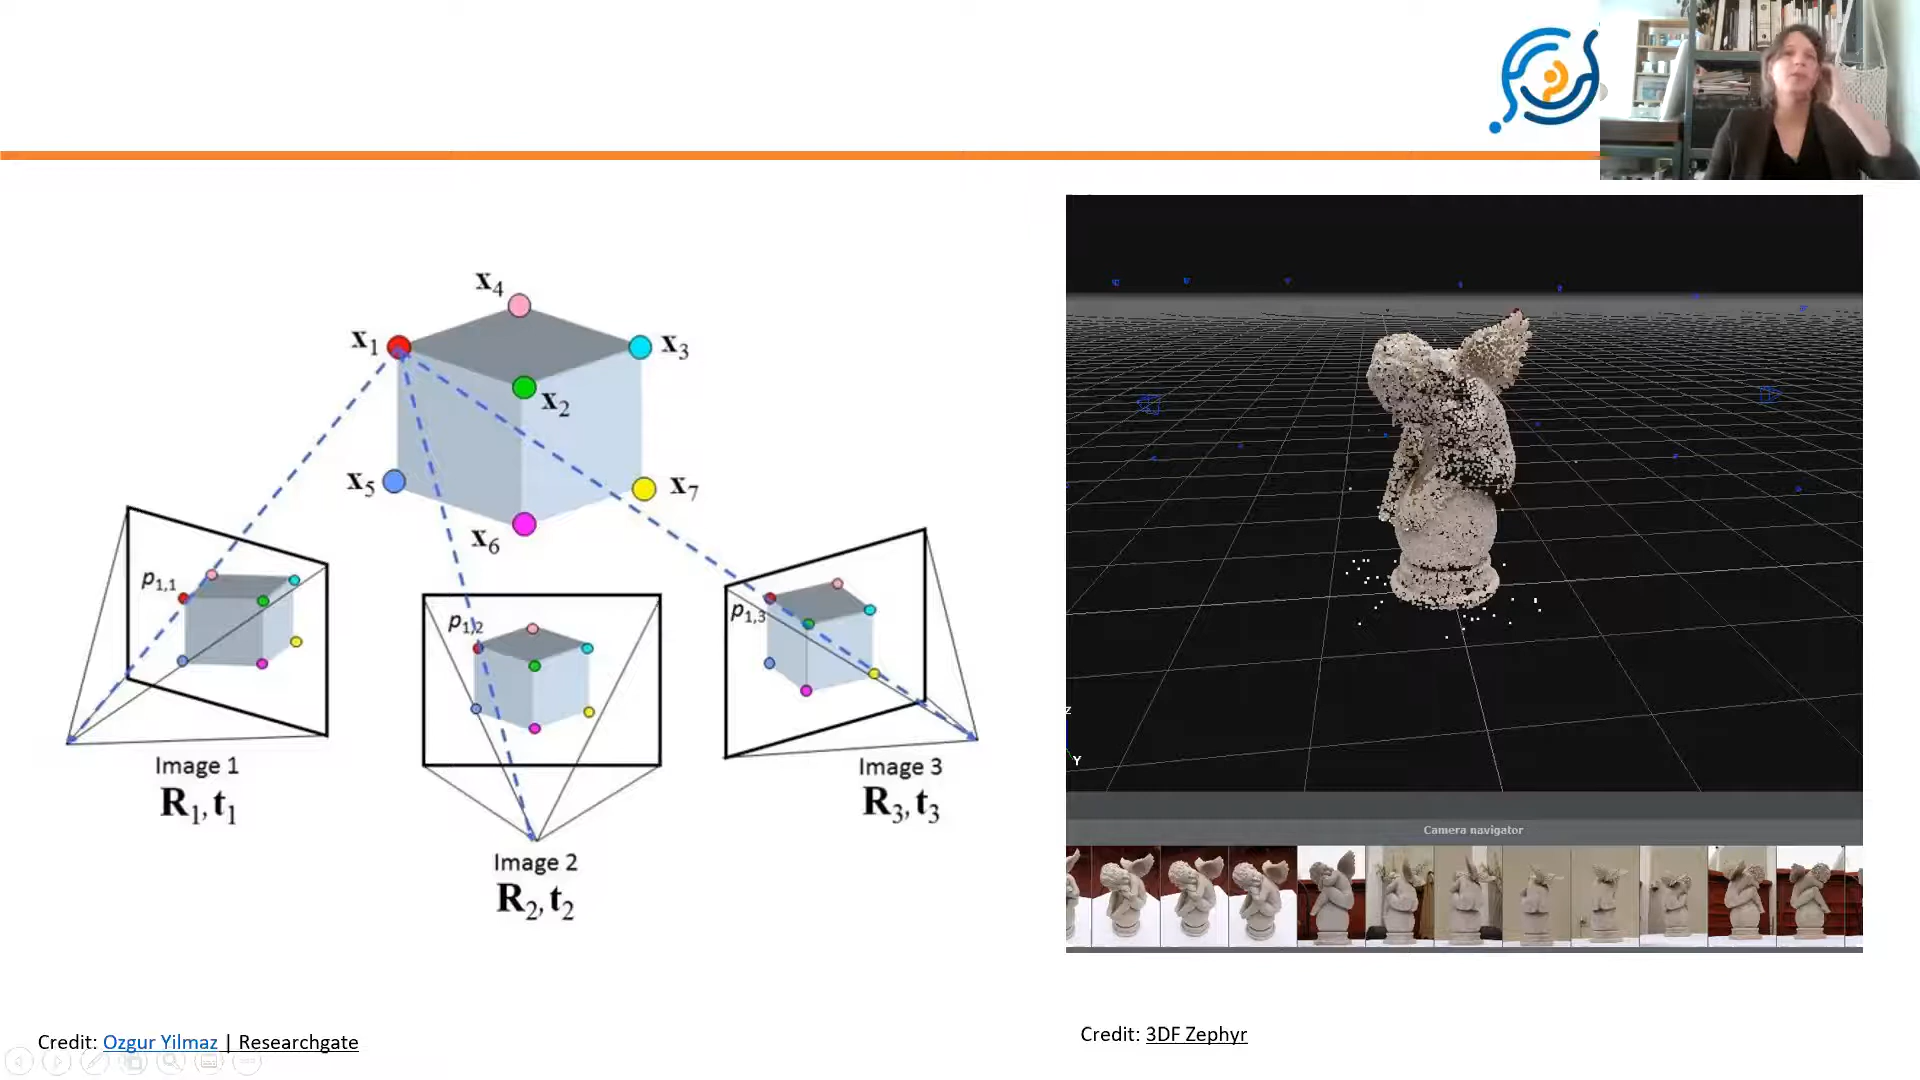 x4
x1
x3
x2
x5
x7
x6
p1,1
p1,2
p1,3
Image 1
R1, t1
Image 2
R2, t2
Image 3
R3, t3
Z
Y
Camera navigator
Credit: Ozgur Yilmaz | Researchgate
Credit: 3DF Zephyr